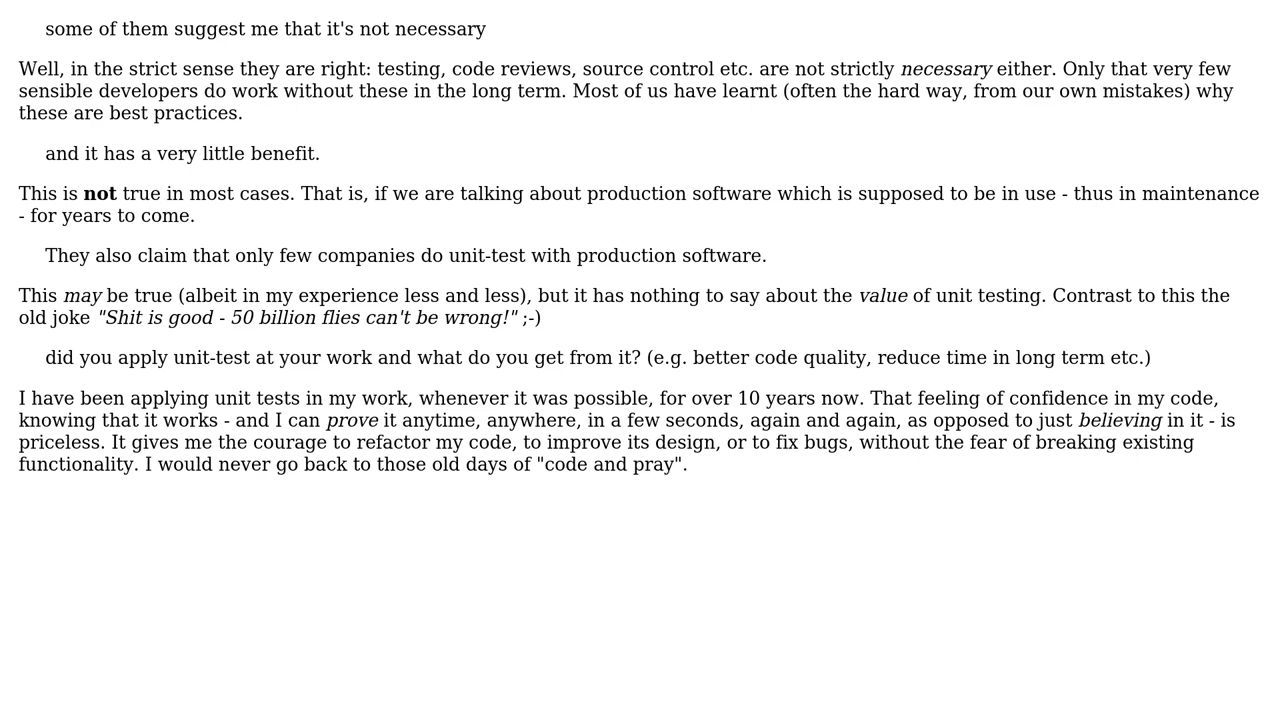 some of them suggest me that it's not necessary
Well, in the strict sense they are right: testing, code reviews, source control etc. are not strictly necessary either. Only that very few
sensible developers do work without these in the long term. Most of us have learnt (often the hard way, from our own mistakes) why
these are best practices.
and it has a very little benefit.
This is not true in most cases. That is, if we are talking about production software which is supposed to be in use - thus in maintenance
- for years to come.
They also claim that only few companies do unit-test with production software.
This may be true (albeit in my experience less and less), but it has nothing to say about the value of unit testing. Contrast to this the
old joke "Shit is good - 50 billion flies can't be wrong!" ;-)
did you apply unit-test at your work and what do you get from it? (e.g. better code quality, reduce time in long term etc.)
I have been applying unit tests in my work, whenever it was possible, for over 10 years now. That feeling of confidence in my code,
knowing that it works - and I can prove it anytime, anywhere, in a few seconds, again and again, as opposed to just believing in it - is
priceless. It gives me the courage to refactor my code, to improve its design, or to fix bugs, without the fear of breaking existing
functionality. I would never go back to those old days of "code and pray".